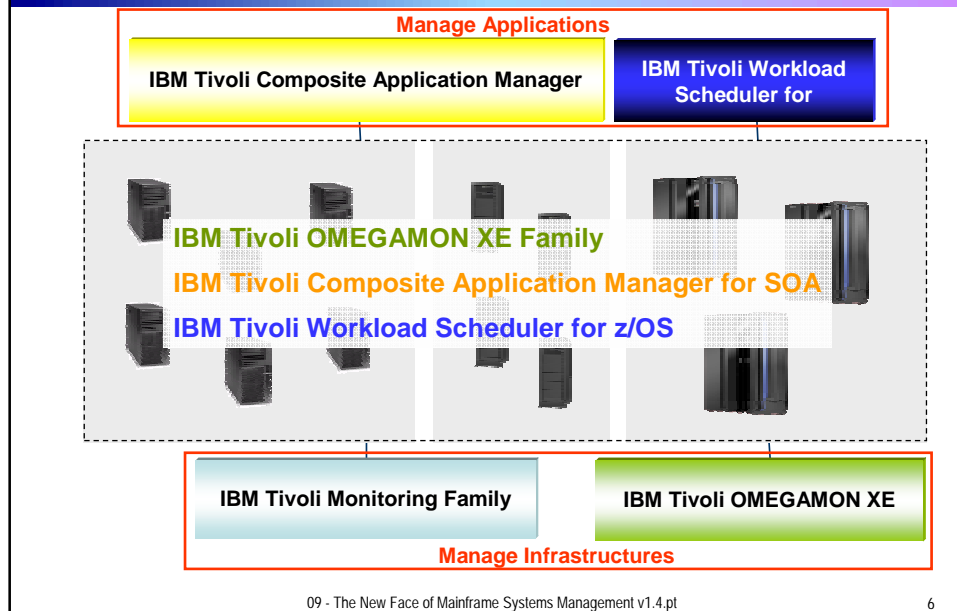 Manage Applications
IBM Tivoli Composite Application Manager
IBM Tivoli Workload
Scheduler for
IBM Tivoli OMEGAMON XE Family
IBM Tivoli Composite Application Manager for SOA
IBM Tivoli Workload Scheduler for z/OS
IBM Tivoli Monitoring Family
IBM Tivoli OMEGAMON XE
Manage Infrastructures
09 - The New Face of Mainframe Systems Management v1.4.pt
6